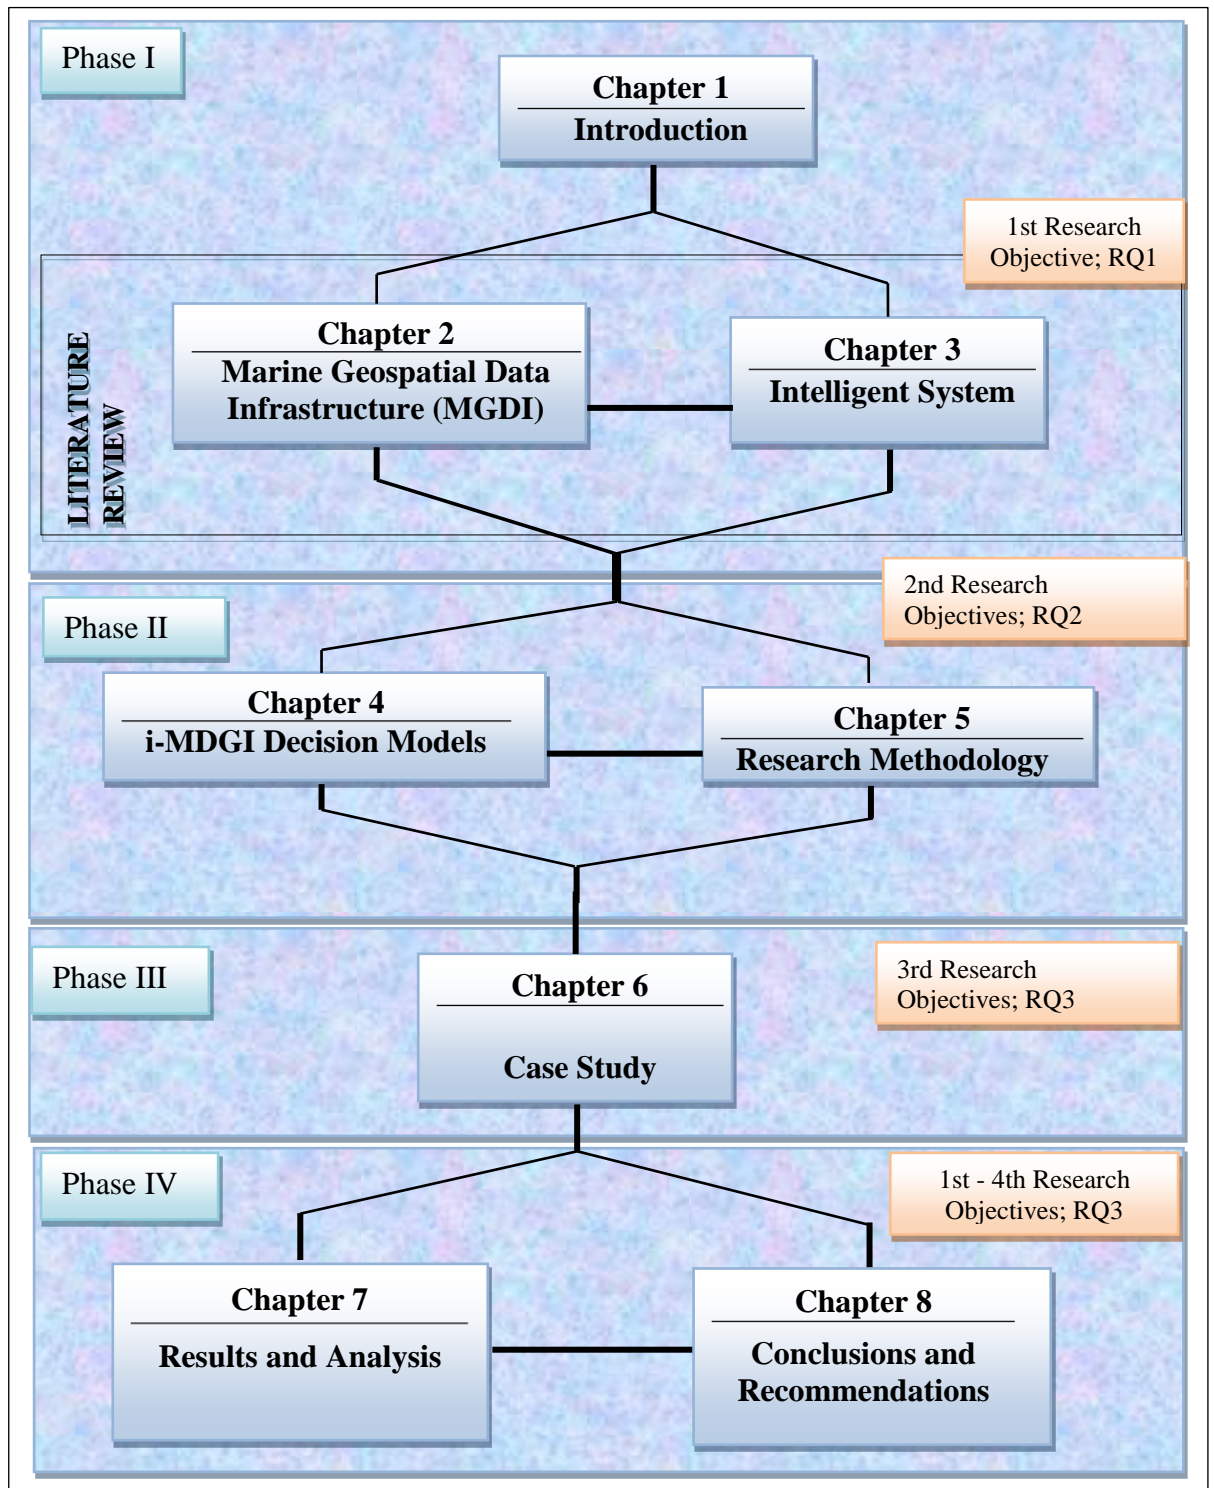 Phase I
Chapter 1
Introduction
1st Research
Objective; RQ1
LITERATURE
REVIEW
Chapter 2
Marine Geospatial Data
Infrastructure (MGDI)
Chapter 3
Intelligent System
2nd Research
Objectives; RQ2
Phase II
Chapter 4
i-MDGI Decision Models
Chapter 5
Research Methodology
Phase III
3rd Research
Objectives; RQ3
Chapter 6
Case Study
Phase IV
1st - 4th Research
Objectives; RQ3
Chapter 7
Results and Analysis
Chapter 8
Conclusions and
Recommendations